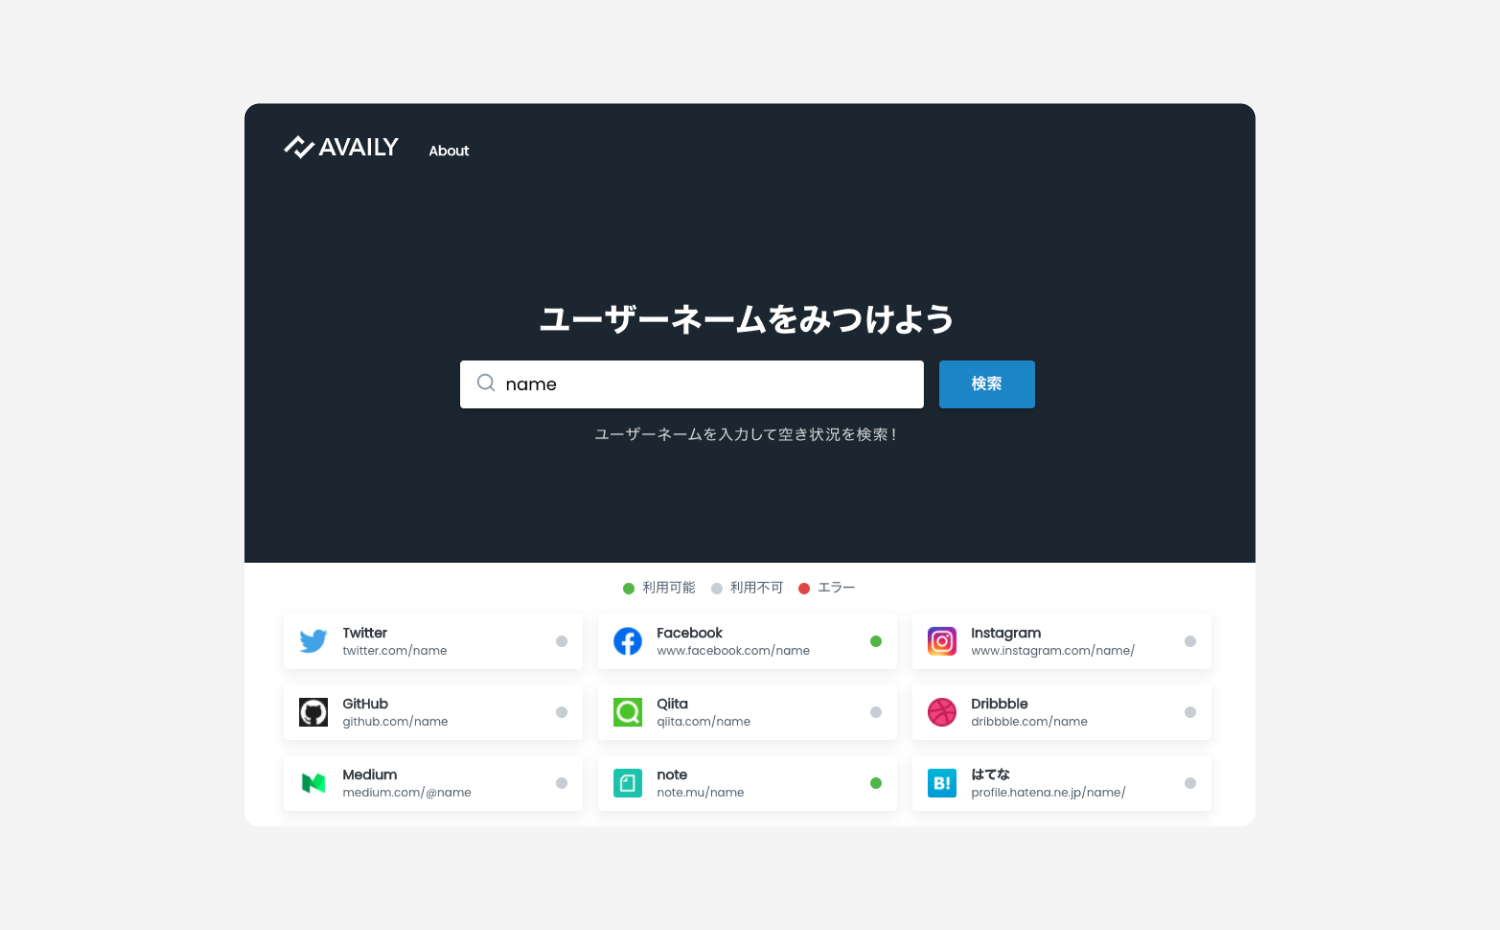 AVAILY
About
ユーザーネームをみつけよう
name
検索
ユーザーネームを入力して空き状況を検索！
利用可能 利用不可 エラー
Twitter
twitter.com/name
Facebook
www.facebook.com/name
Instagram
www.instagram.com/name/
GitHub
github.com/name
Qiita
qiita.com/name
Dribbble
dribbble.com/name
Medium
medium.com/@name
note
note.mu/name
B!
はてな
profile.hatena.ne.jp/name/